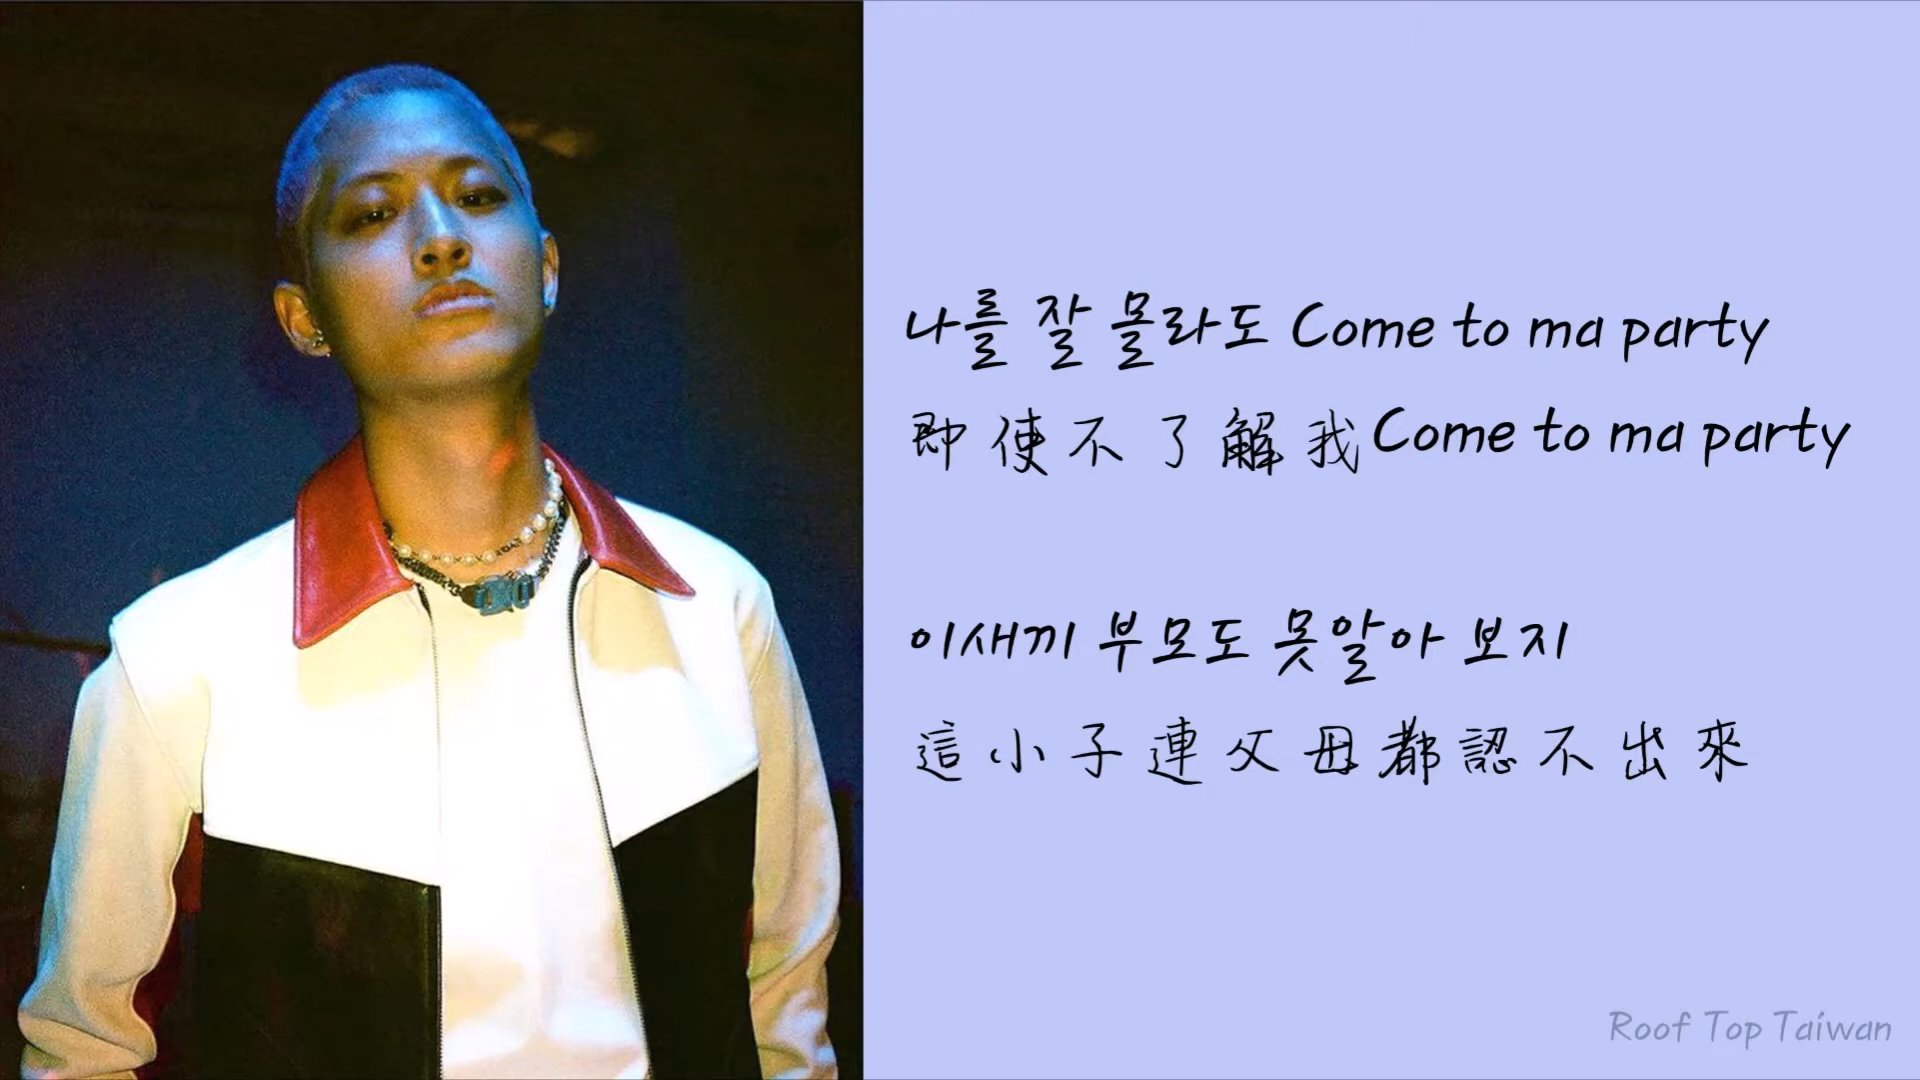 나를 잘 몰라도 Come to ma party
即使不了解我Come to ma party
이새끼 부모도 못알아 보지
這小子連父母都認不出來
Roof Top Taiwan